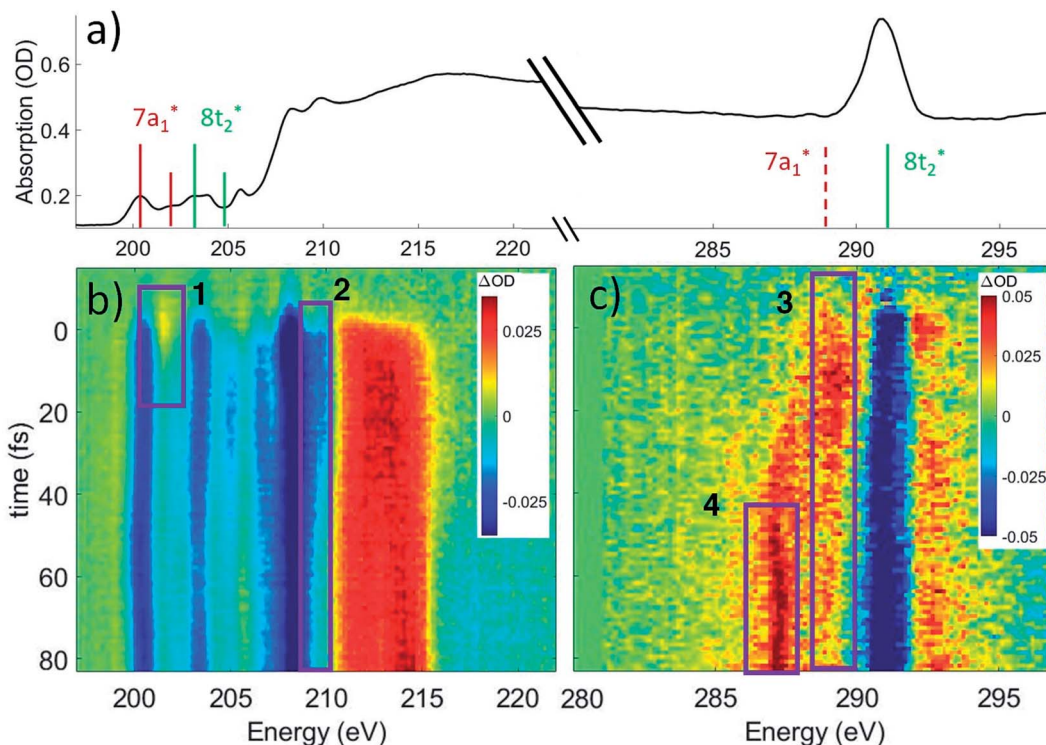 a)
Absorption (OD)
0.6
0.4
0.2
7a₁*
8t₂*
7a₁*
8t₂*
200 205 210 215 220 285 290 295
b)
1
2
ΔOD
0.025
0
-0.025
c)
3
4
ΔOD
0.05
0.025
0
-0.025
-0.05
time (fs)
0
20
40
60
80
200 205 210 215 220
Energy (eV)
280 285 290 295
Energy (eV)